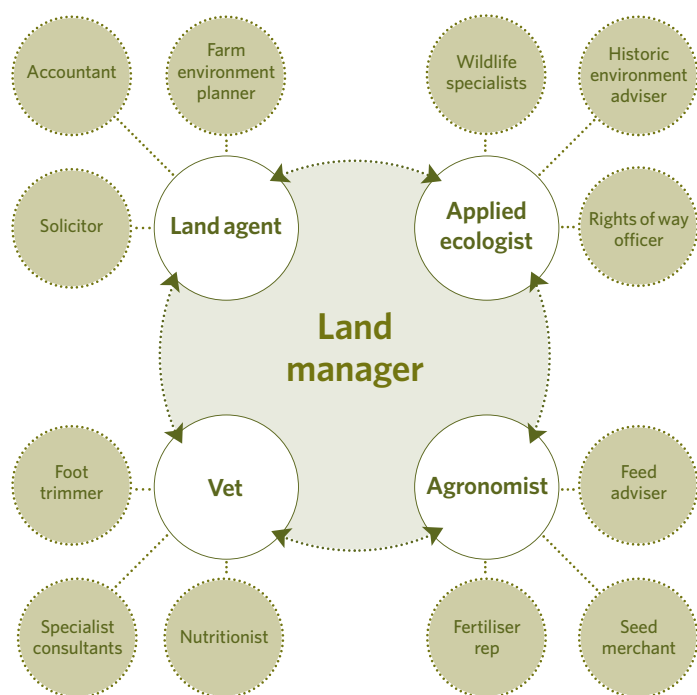 Accountant
Farm
environment
planner
Wildlife
specialists
Historic
environment
adviser
Solicitor
Land agent
Applied
ecologist
Rights of way
officer
Land
manager
Foot
trimmer
Vet
Agronomist
Feed
adviser
Specialist
consultants
Nutritionist
Fertiliser
rep
Seed
merchant